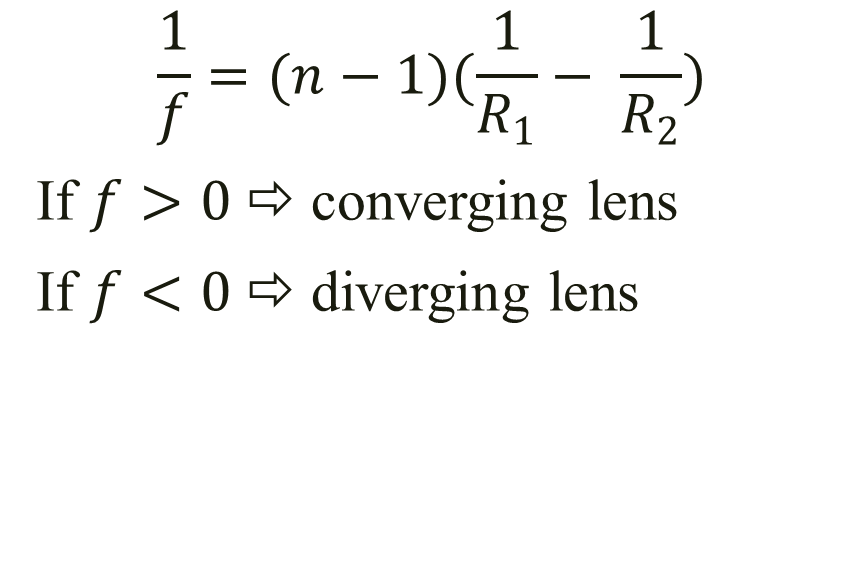 1/f = (n − 1)(1/R₁ − 1/R₂)
If f > 0 ⇨ converging lens
If f < 0 ⇨ diverging lens